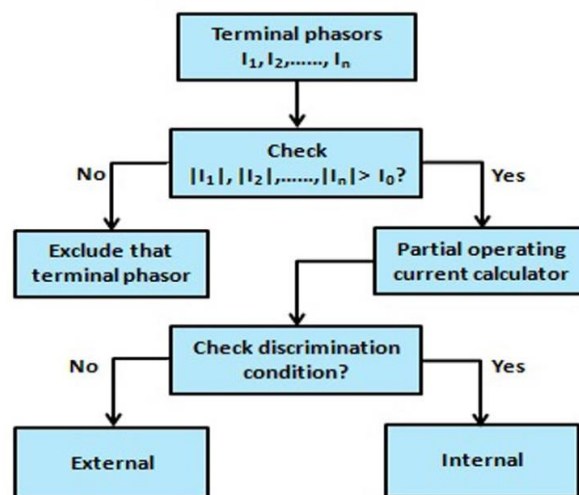 Terminal phasors
I₁, I₂,......, Iₙ
Check
|I₁|, |I₂|,......,|Iₙ|> I₀?
No
Yes
Exclude that
terminal phasor
Partial operating
current calculator
Check discrimination
condition?
No
Yes
External
Internal